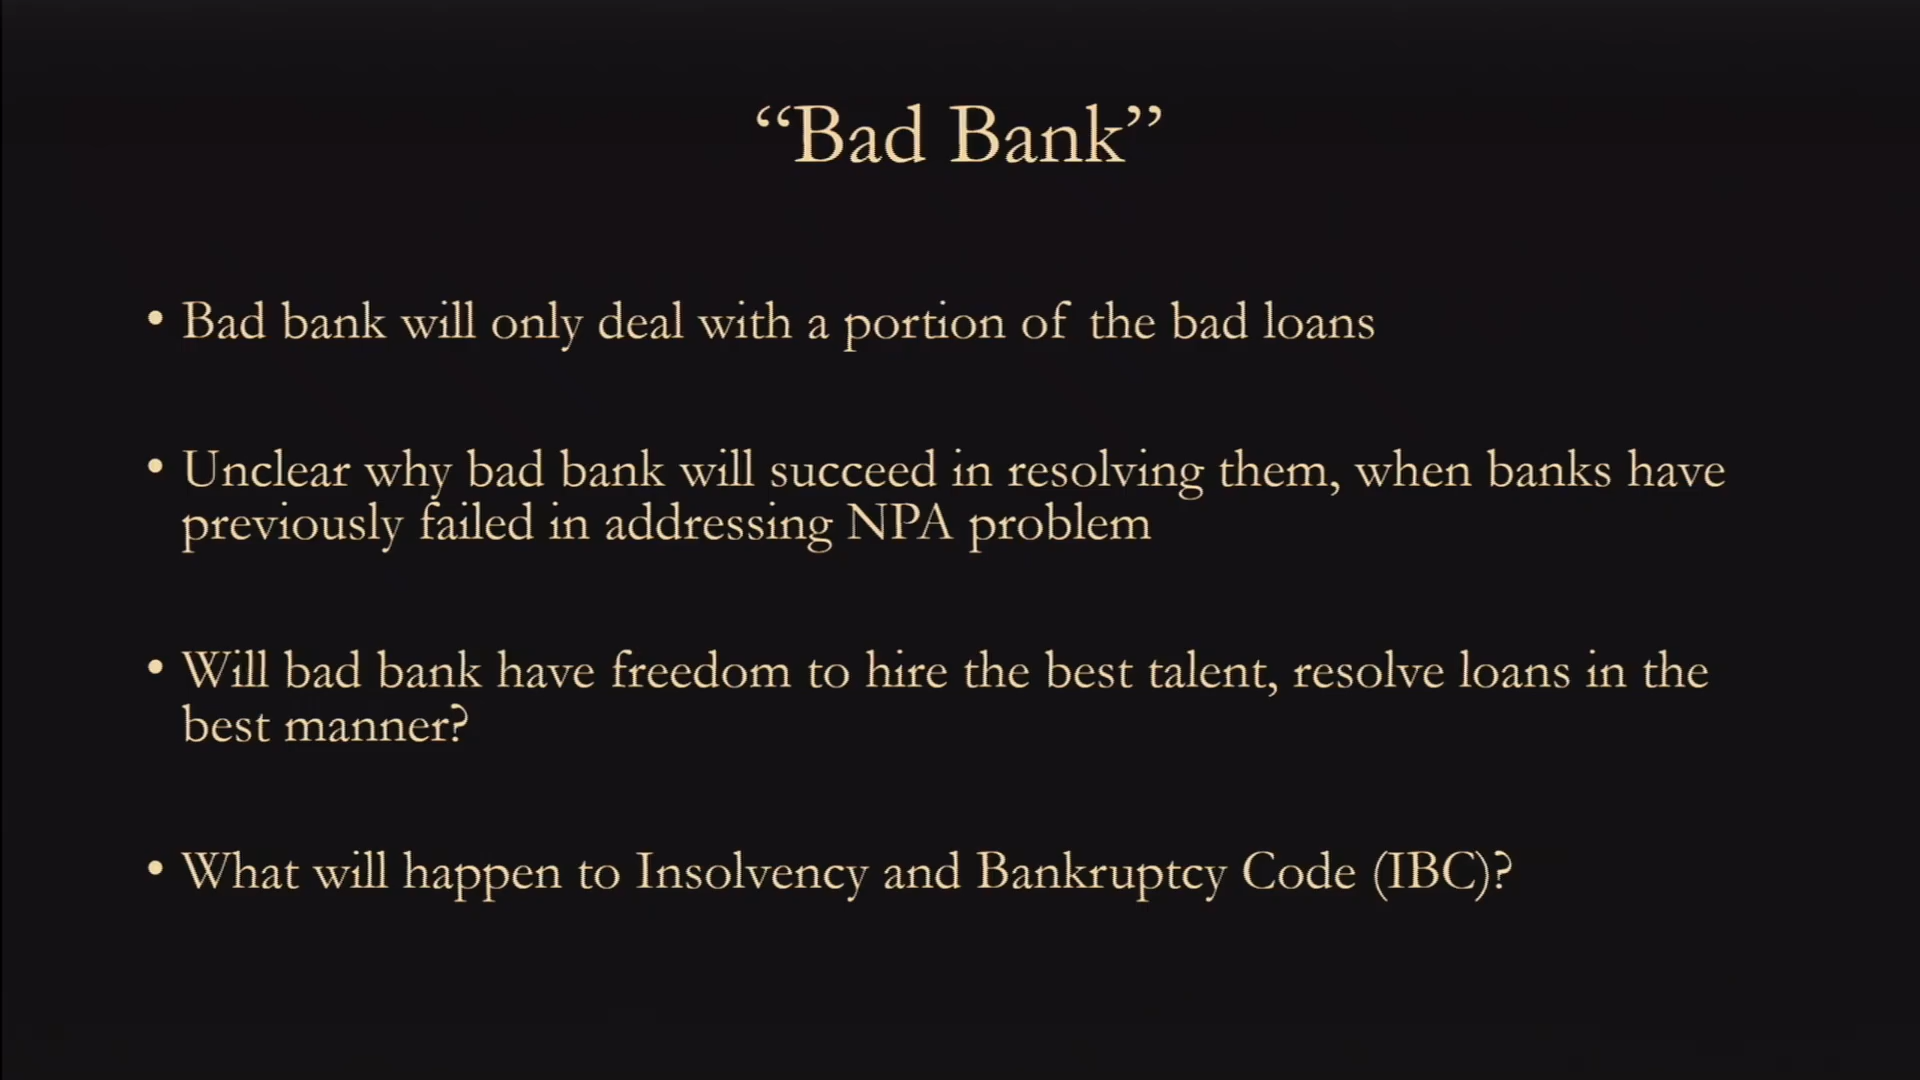 “Bad Bank”
• Bad bank will only deal with a portion of the bad loans
• Unclear why bad bank will succeed in resolving them, when banks have
previously failed in addressing NPA problem
• Will bad bank have freedom to hire the best talent, resolve loans in the
best manner?
• What will happen to Insolvency and Bankruptcy Code (IBC)?